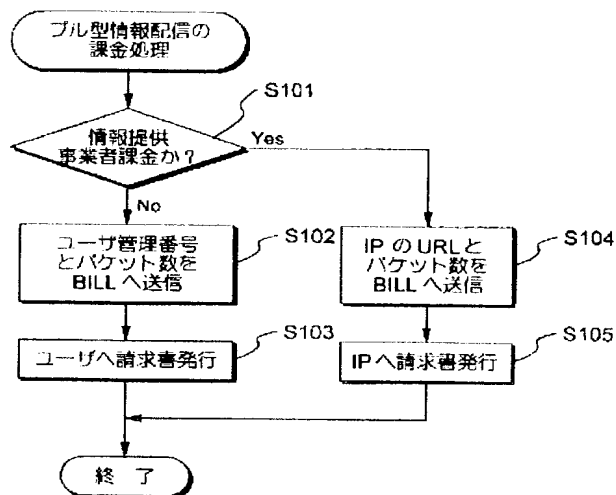 プル型情報配信の
課金処理
S101
情報提供
事業者課金か？
Yes
No
ユーザ管理番号
とパケット数を
BILLへ送信
S102
IPのURLと
パケット数を
BILLへ送信
S104
ユーザへ請求書発行
S103
IPへ請求書発行
S105
終 了